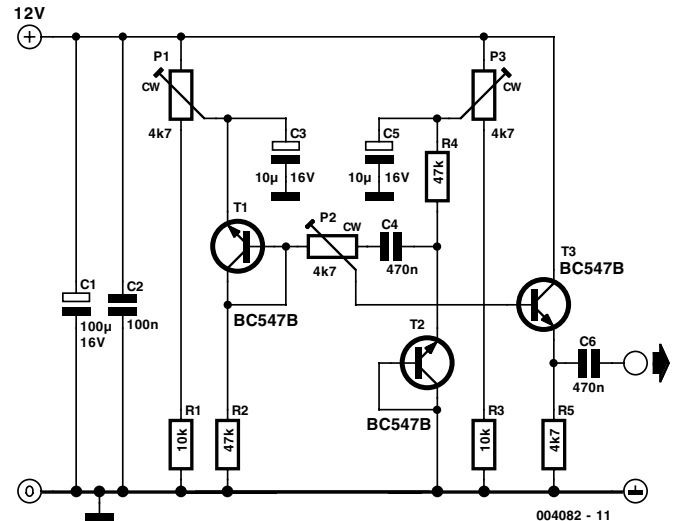 12V
+
P1
CW
4k7
P3
CW
4k7
C3
10µ 16V
C5
10µ 16V
R4
47k
T1
BC547B
P2
CW
4k7
C4
470n
T3
BC547B
C1
100µ
16V
C2
100n
T2
BC547B
C6
470n
R1
10k
R2
47k
R3
10k
R5
4k7
0
004082 - 11